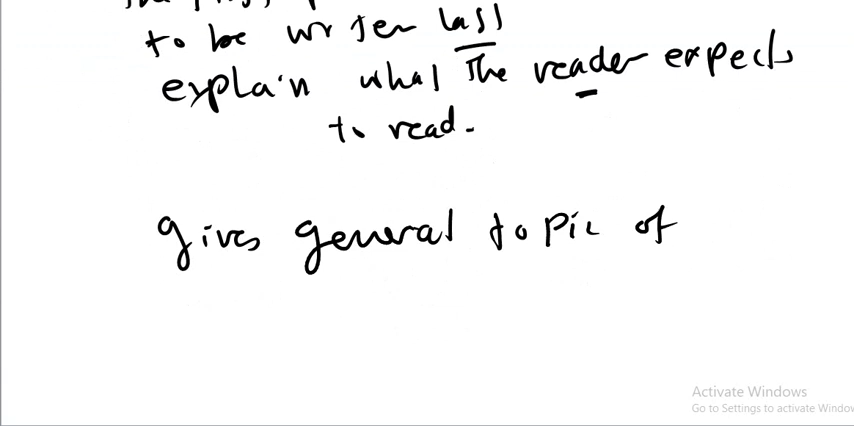 to be written last
explain what the reader expects
to read.
gives general topic of
Activate Windows
Go to Settings to activate Window